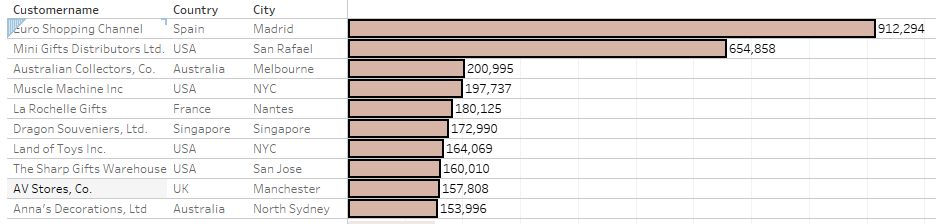 Customername Country City
Euro Shopping Channel Spain Madrid 912,294
Mini Gifts Distributors Ltd. USA San Rafael 654,858
Australian Collectors, Co. Australia Melbourne 200,995
Muscle Machine Inc USA NYC 197,737
La Rochelle Gifts France Nantes 180,125
Dragon Souveniers, Ltd. Singapore Singapore 172,990
Land of Toys Inc. USA NYC 164,069
The Sharp Gifts Warehouse USA San Jose 160,010
AV Stores, Co. UK Manchester 157,808
Anna's Decorations, Ltd Australia North Sydney 153,996